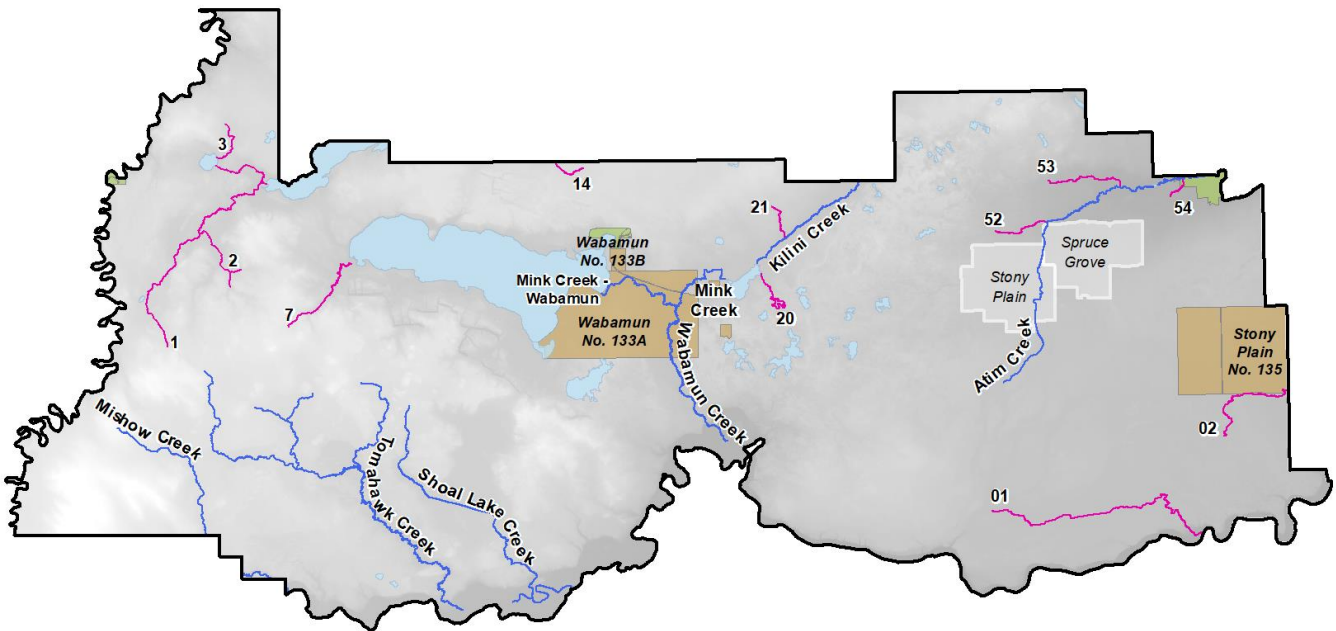 3
53
14
54
21
52
Kilini Creek
Spruce
Grove
Wabamun
No. 133B
2
Stony
Plain
Mink Creek -
Wabamun
Mink
Creek
7
20
Wabamun
No. 133A
1
Stony
Plain
No. 135
Wabamun Creek
Atim Creek
Mishow Creek
02
Tomahawk Creek
Shoal Lake Creek
01